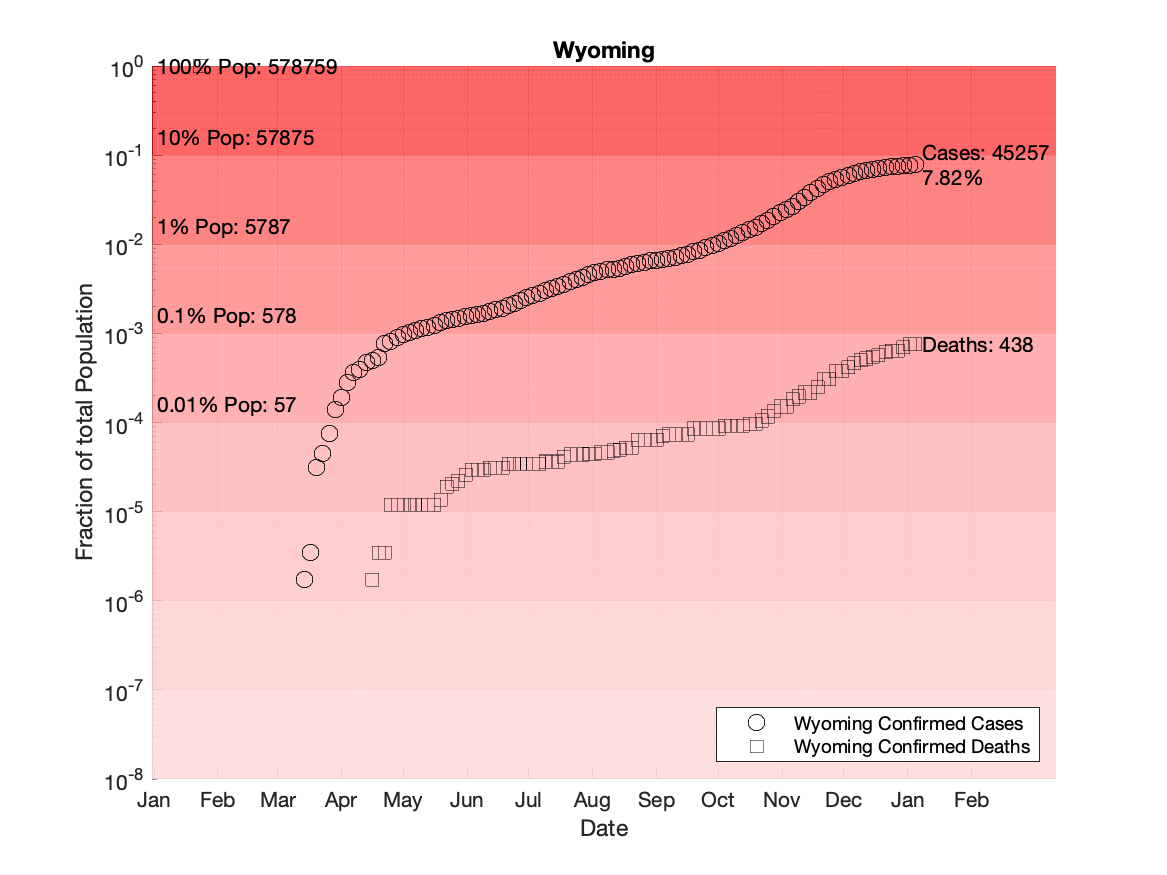 Wyoming
10^0
100% Pop: 578759
10% Pop: 57875
10^-1
Cases: 45257
7.82%
1% Pop: 5787
10^-2
0.1% Pop: 578
10^-3
Deaths: 438
0.01% Pop: 57
10^-4
10^-5
10^-6
10^-7
10^-8
Fraction of total Population
Wyoming Confirmed Cases
Wyoming Confirmed Deaths
Jan Feb Mar Apr May Jun Jul Aug Sep Oct Nov Dec Jan Feb
Date